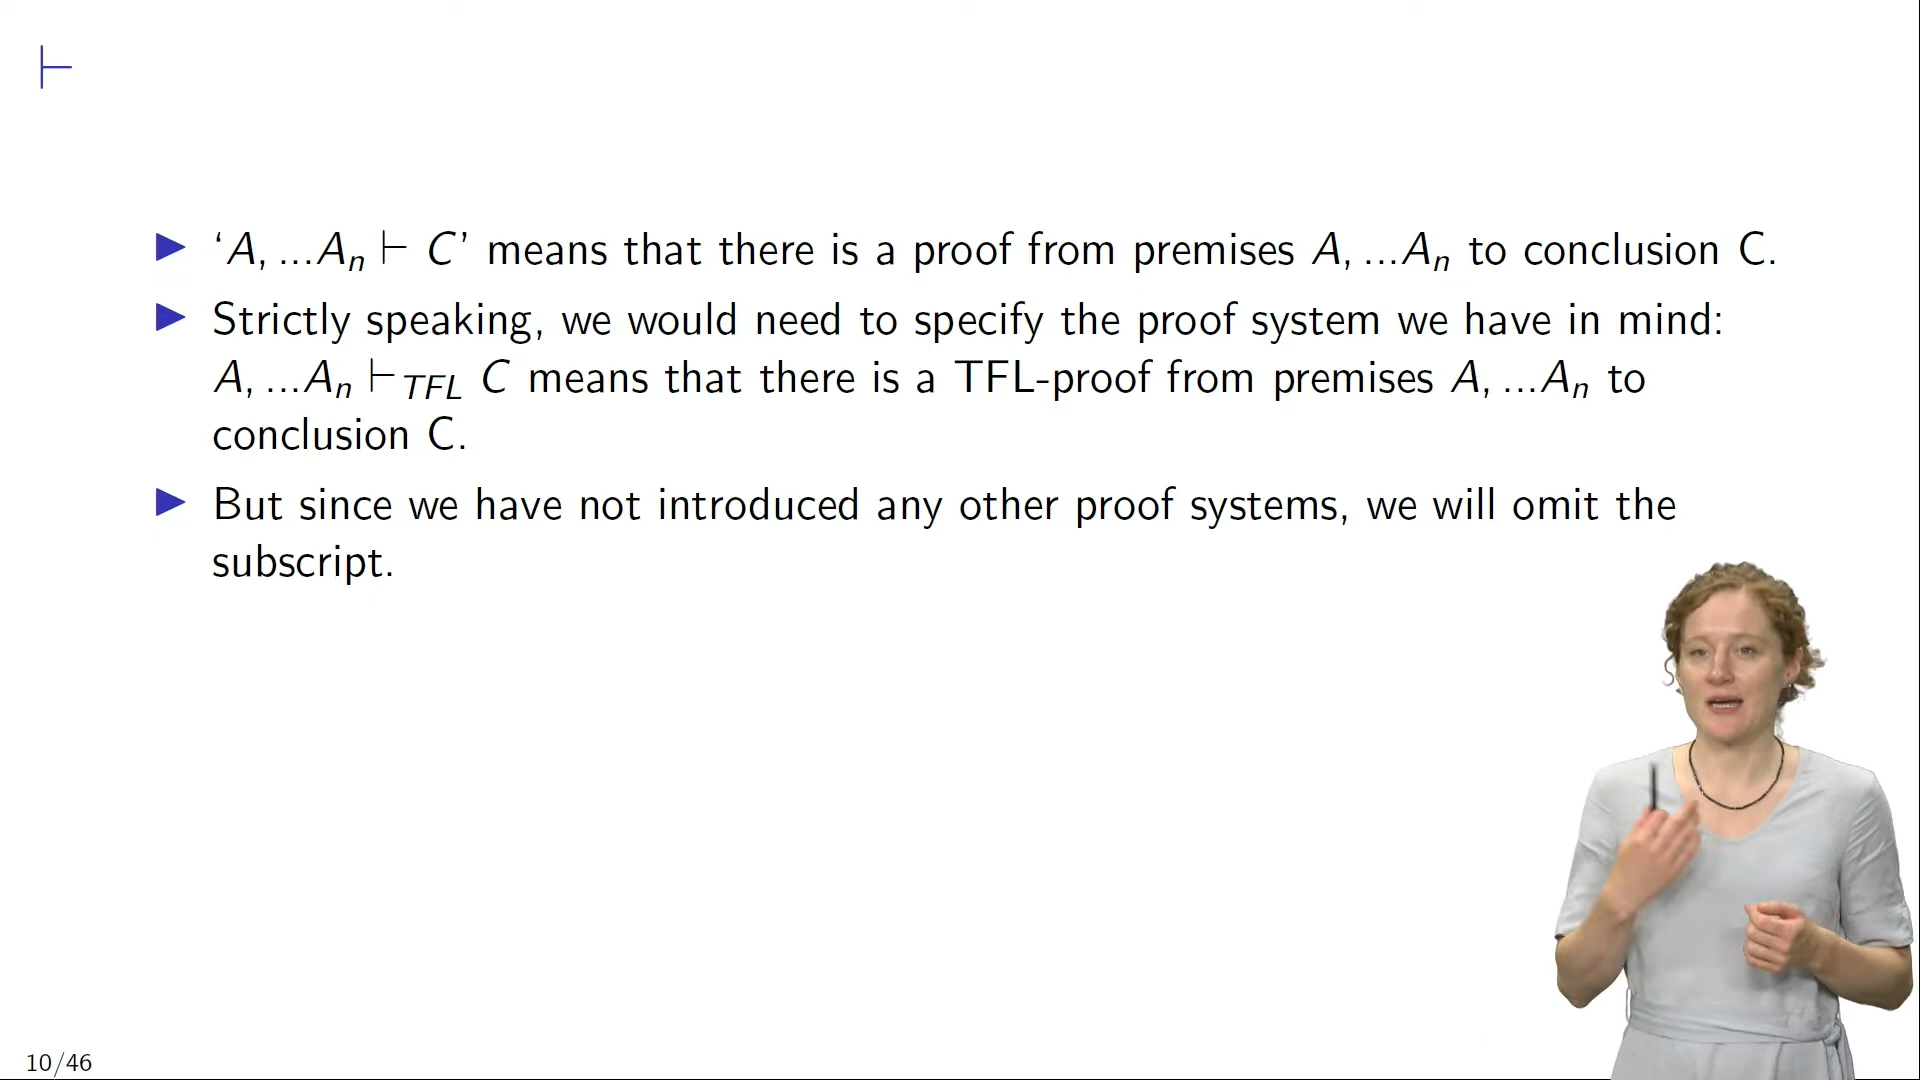 ⊢
‘A, ...Aₙ ⊢ C’ means that there is a proof from premises A, ...Aₙ to conclusion C.
Strictly speaking, we would need to specify the proof system we have in mind:
A, ...Aₙ ⊢TFL C means that there is a TFL-proof from premises A, ...Aₙ to
conclusion C.
But since we have not introduced any other proof systems, we will omit the
subscript.
10/46